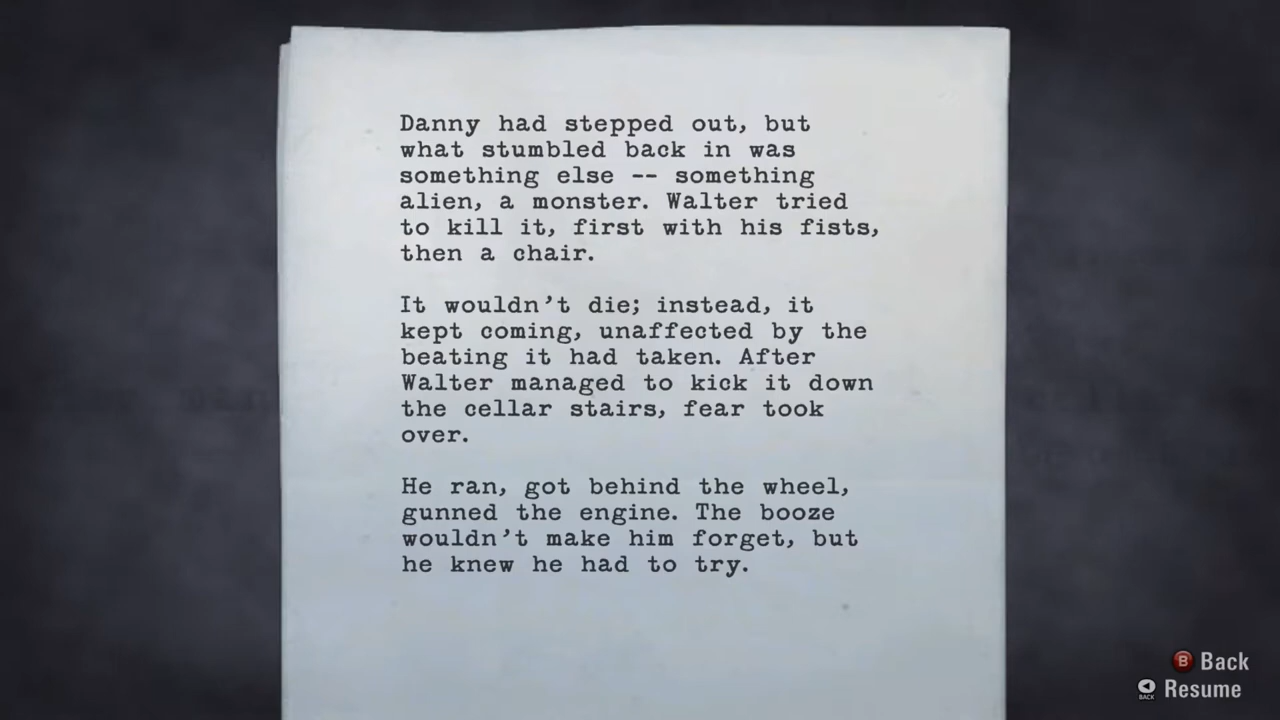 Danny had stepped out, but
what stumbled back in was
something else -- something
alien, a monster. Walter tried
to kill it, first with his fists,
then a chair.
It wouldn't die; instead, it
kept coming, unaffected by the
beating it had taken. After
Walter managed to kick it down
the cellar stairs, fear took
over.
He ran, got behind the wheel,
gunned the engine. The booze
wouldn't make him forget, but
he knew he had to try.
B Back
BACK Resume